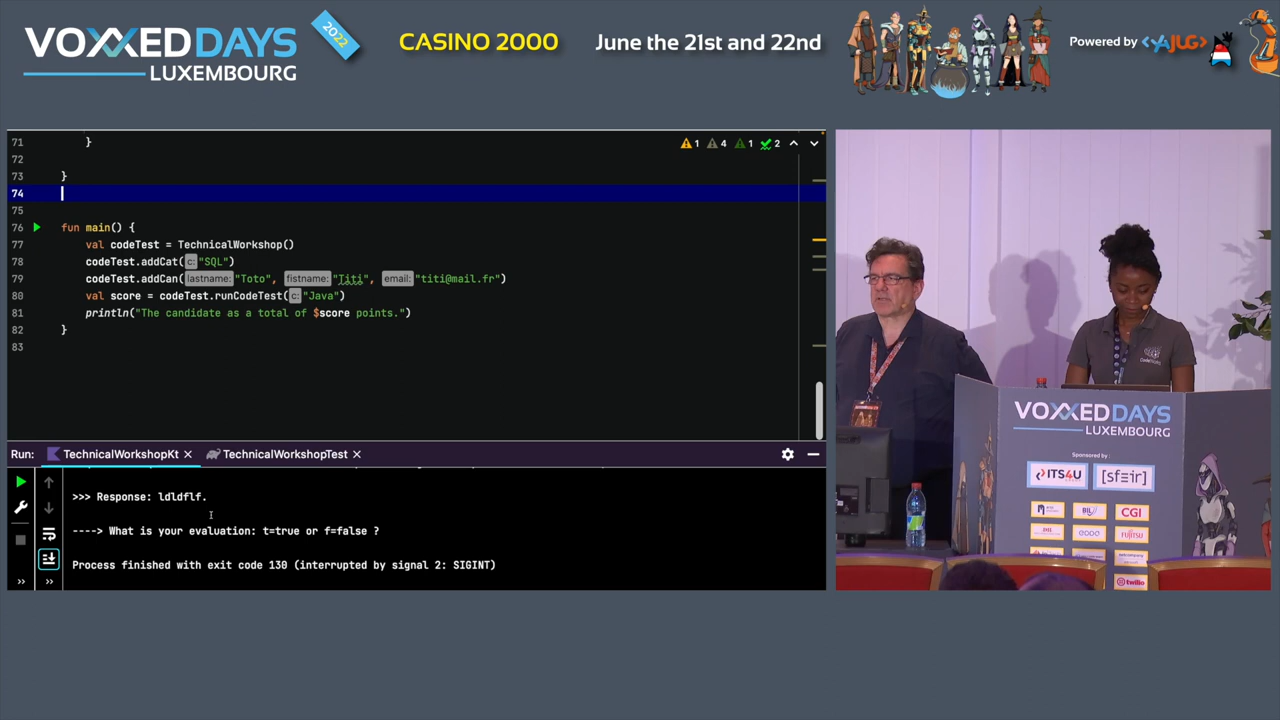 VOXXED DAYS
LUXEMBOURG
2022
CASINO 2000
June the 21st and 22nd
Powered by <YAJUG>
71 }
72
73 }
74
75
76 fun main() {
77 val codeTest = TechnicalWorkshop()
78 codeTest.addCat( c: "SQL")
79 codeTest.addCan( lastname: "Toto", fistname: "Titi", email: "titi@mail.fr")
80 val score = codeTest.runCodeTest( c: "Java")
81 println("The candidate as a total of $score points.")
82 }
83
1 4 1 2
Run: TechnicalWorkshopKt TechnicalWorkshopTest
>>> Response: ldldflf.
----> What is your evaluation: t=true or f=false ?
Process finished with exit code 130 (interrupted by signal 2: SIGINT)
VOXXED DAYS
LUXEMBOURG
Sponsored by :
ITS4U [sfeir]
BIL CGI
FUJITSU
twilio